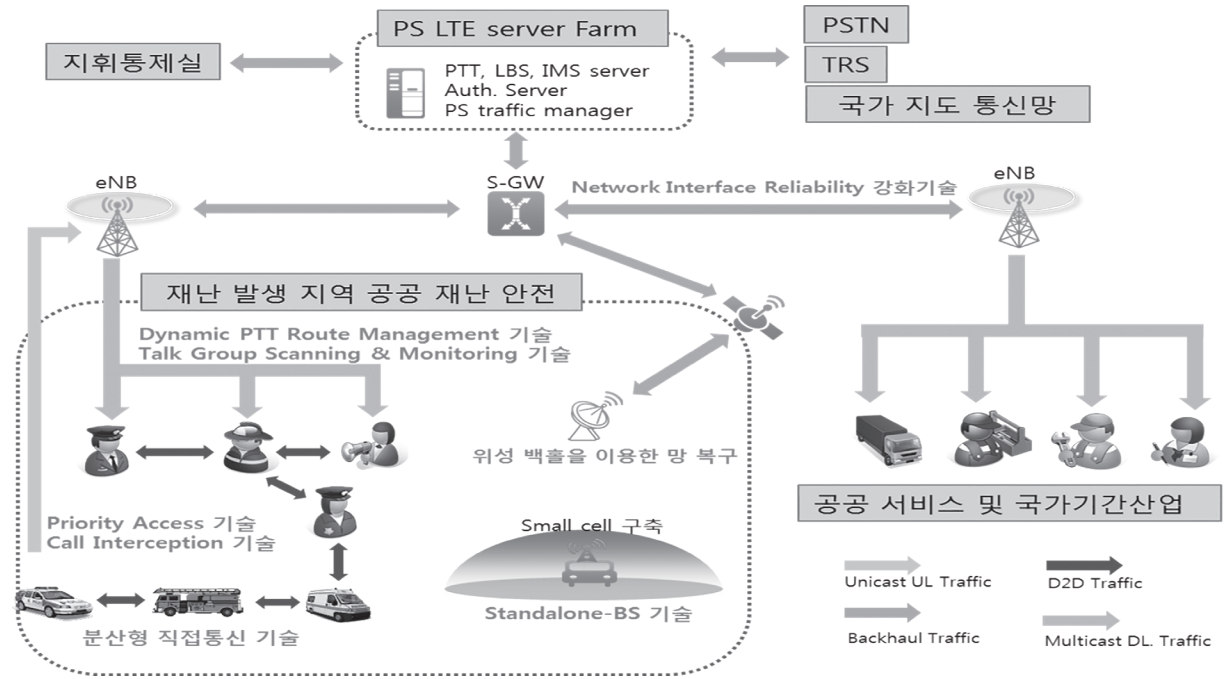 PS LTE server Farm
지휘통제실
PTT, LBS, IMS server
Auth. Server
PS traffic manager
PSTN
TRS
국가 지도 통신망
eNB
S-GW
Network Interface Reliability 강화기술
eNB
재난 발생 지역 공공 재난 안전
Dynamic PTT Route Management 기술
Talk Group Scanning & Monitoring 기술
위성 백홀을 이용한 망 복구
공공 서비스 및 국가기간산업
Priority Access 기술
Call Interception 기술
Small cell 구축
Standalone-BS 기술
분산형 직접통신 기술
Unicast UL Traffic
D2D Traffic
Backhaul Traffic
Multicast DL. Traffic